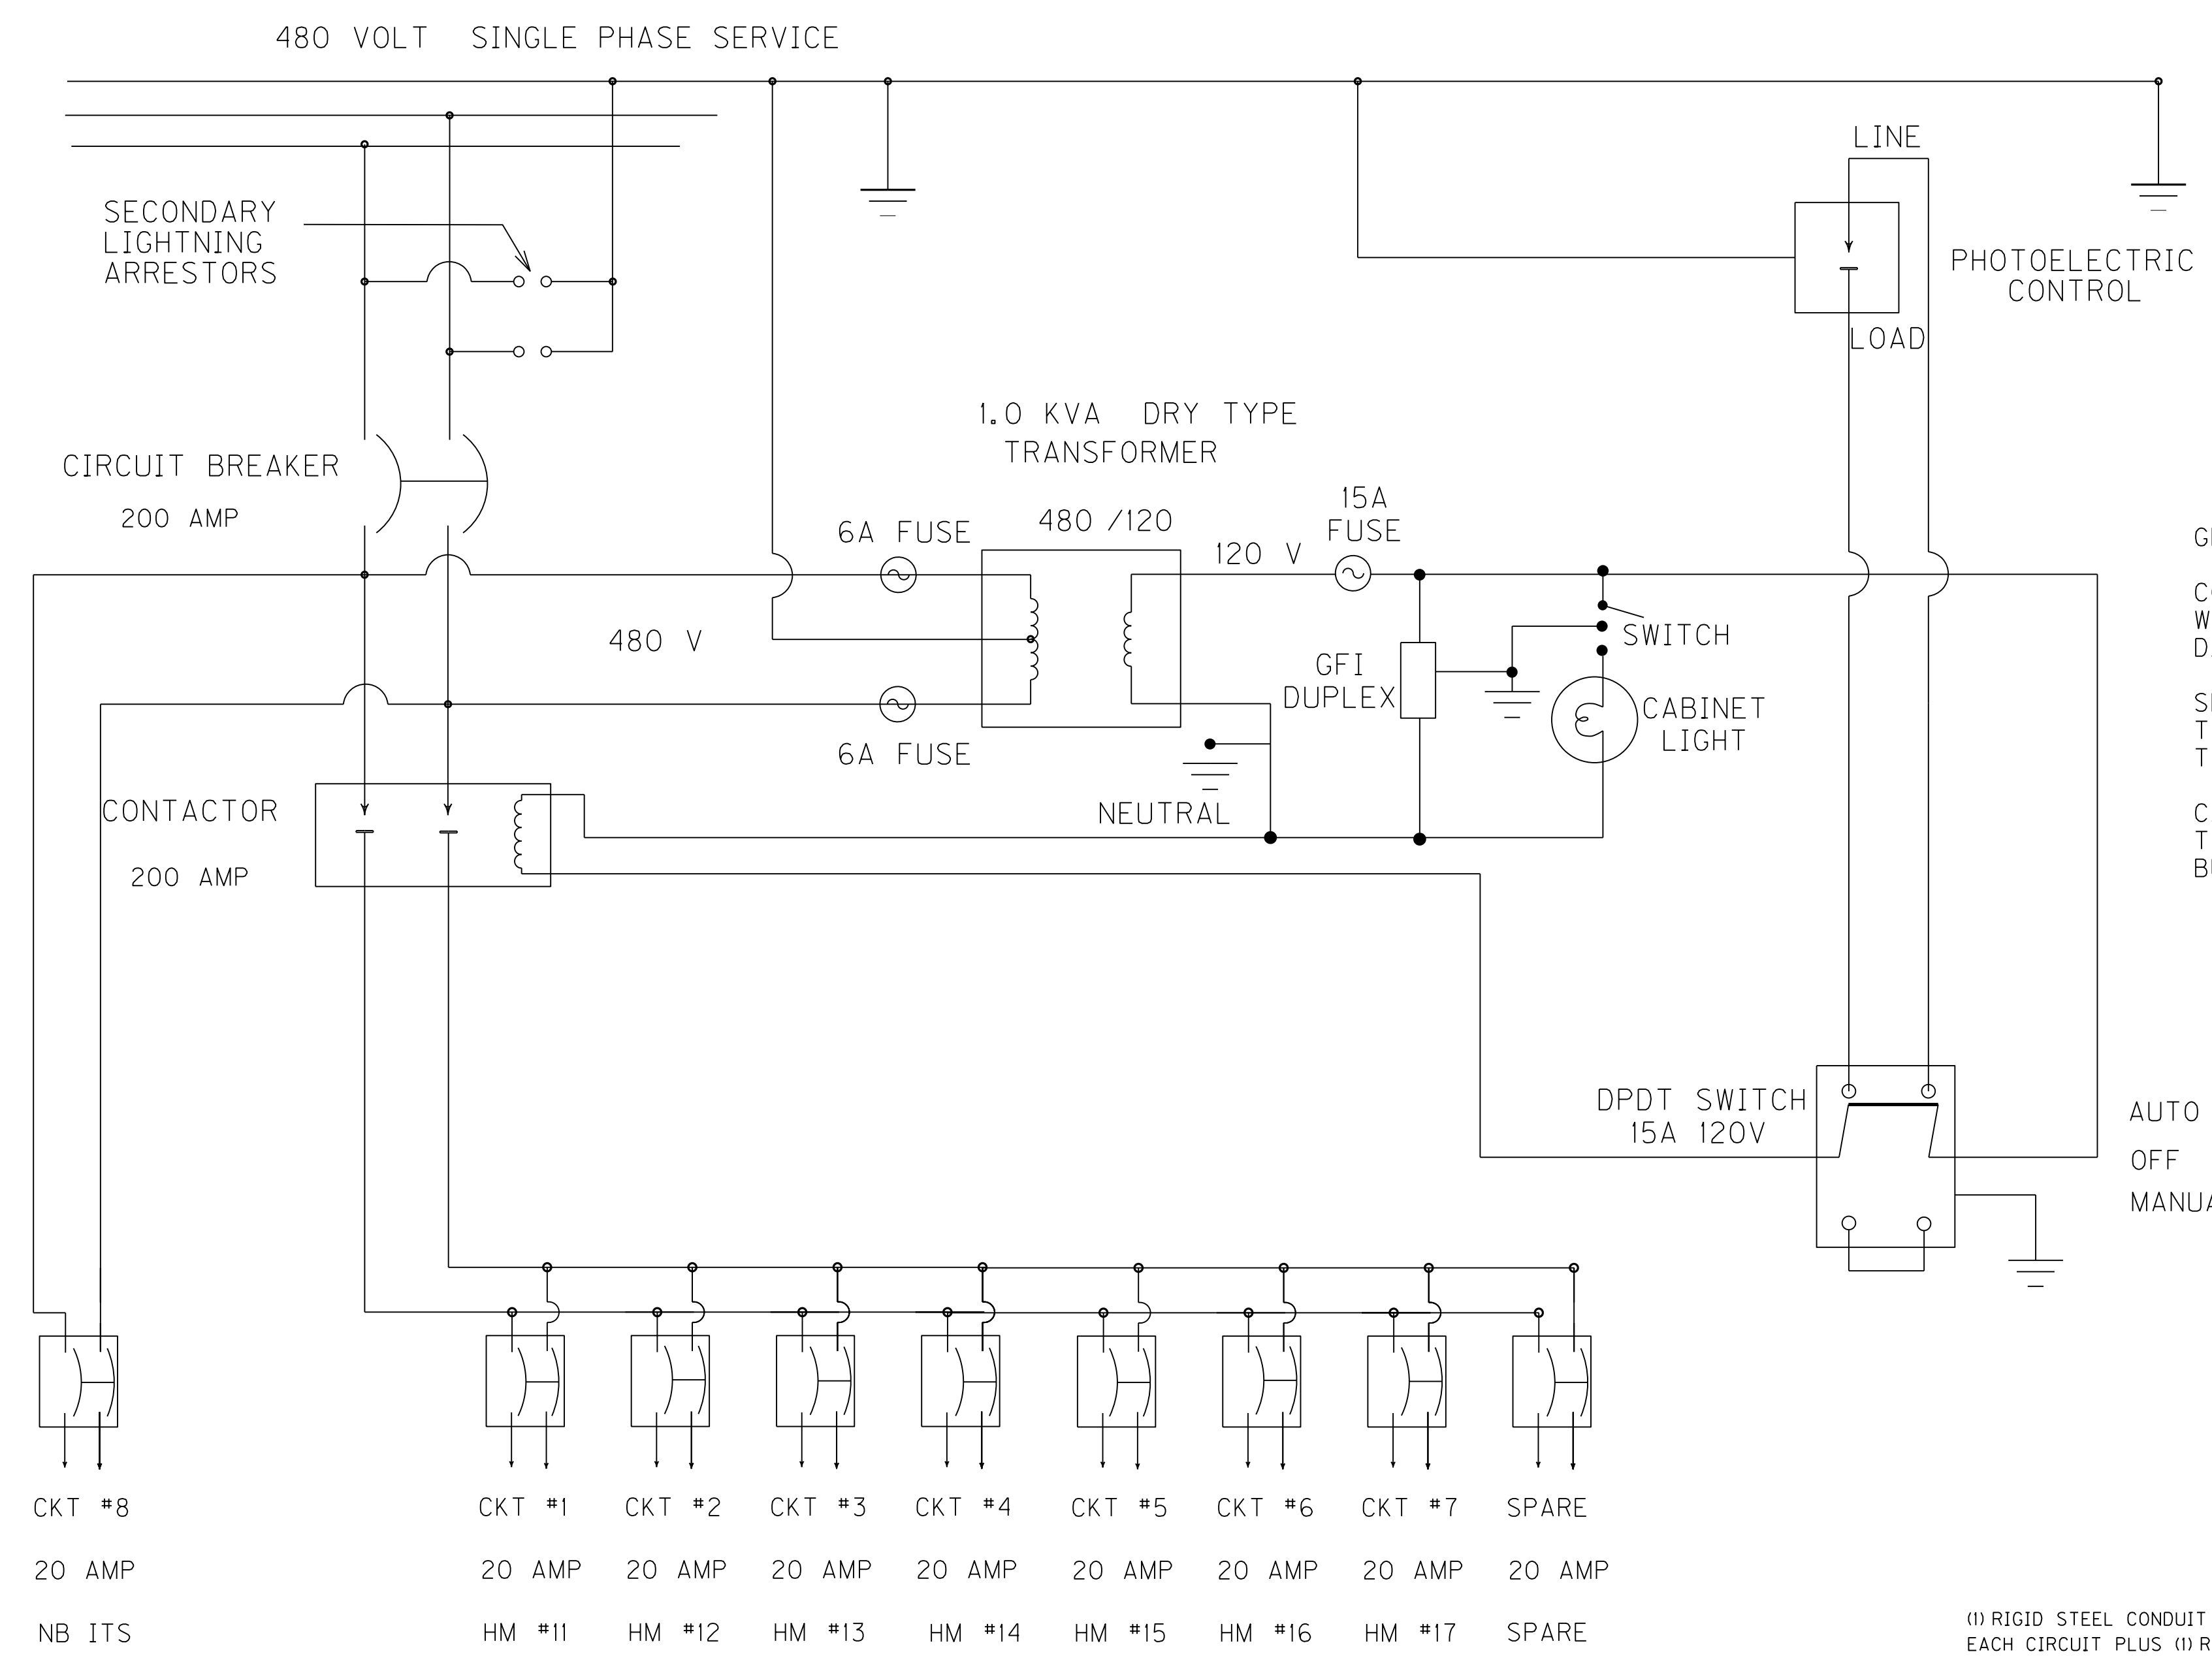 480 VOLT SINGLE PHASE SERVICE
LINE
SECONDARY
LIGHTNING
ARRESTORS
PHOTOELECTRIC
CONTROL
LOAD
1.0 KVA DRY TYPE
TRANSFORMER
CIRCUIT BREAKER
200 AMP
6A FUSE
480 /120
120 V
15A
FUSE
480 V
SWITCH
GFI
DUPLEX
CABINET
LIGHT
6A FUSE
CONTACTOR
200 AMP
NEUTRAL
DPDT SWITCH
15A 120V
AUTO
OFF
CKT #8
20 AMP
NB ITS
CKT #1
20 AMP
HM #11
CKT #2
20 AMP
HM #12
CKT #3
20 AMP
HM #13
CKT #4
20 AMP
HM #14
CKT #5
20 AMP
HM #15
CKT #6
20 AMP
HM #16
CKT #7
20 AMP
HM #17
SPARE
20 AMP
SPARE
(1) RIGID STEEL CONDUIT
EACH CIRCUIT PLUS (1) R